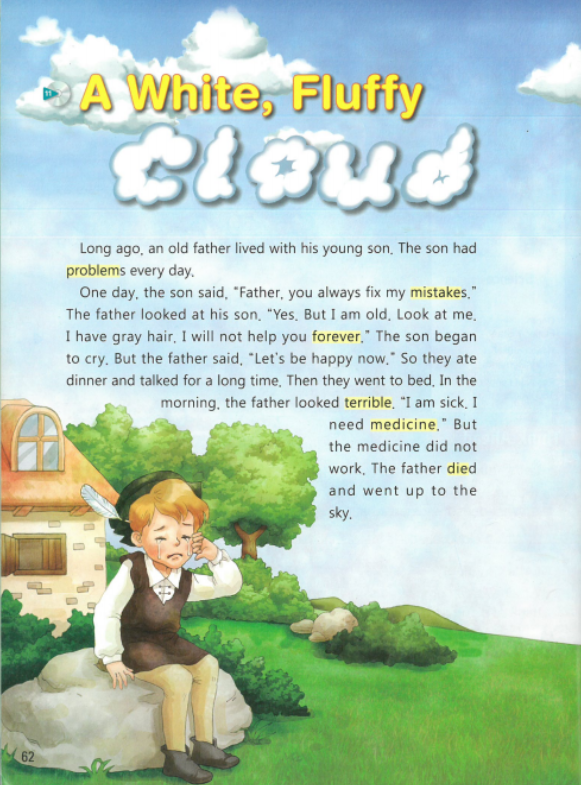 11
A White, Fluffy
CLOUD
Long ago, an old father lived with his young son. The son had
problems every day.
One day, the son said, "Father, you always fix my mistakes."
The father looked at his son. "Yes. But I am old. Look at me.
I have gray hair. I will not help you forever." The son began
to cry. But the father said, "Let's be happy now." So they ate
dinner and talked for a long time. Then they went to bed. In the
morning, the father looked terrible. "I am sick. I
need medicine." But
the medicine did not
work. The father died
and went up to the
sky.
62